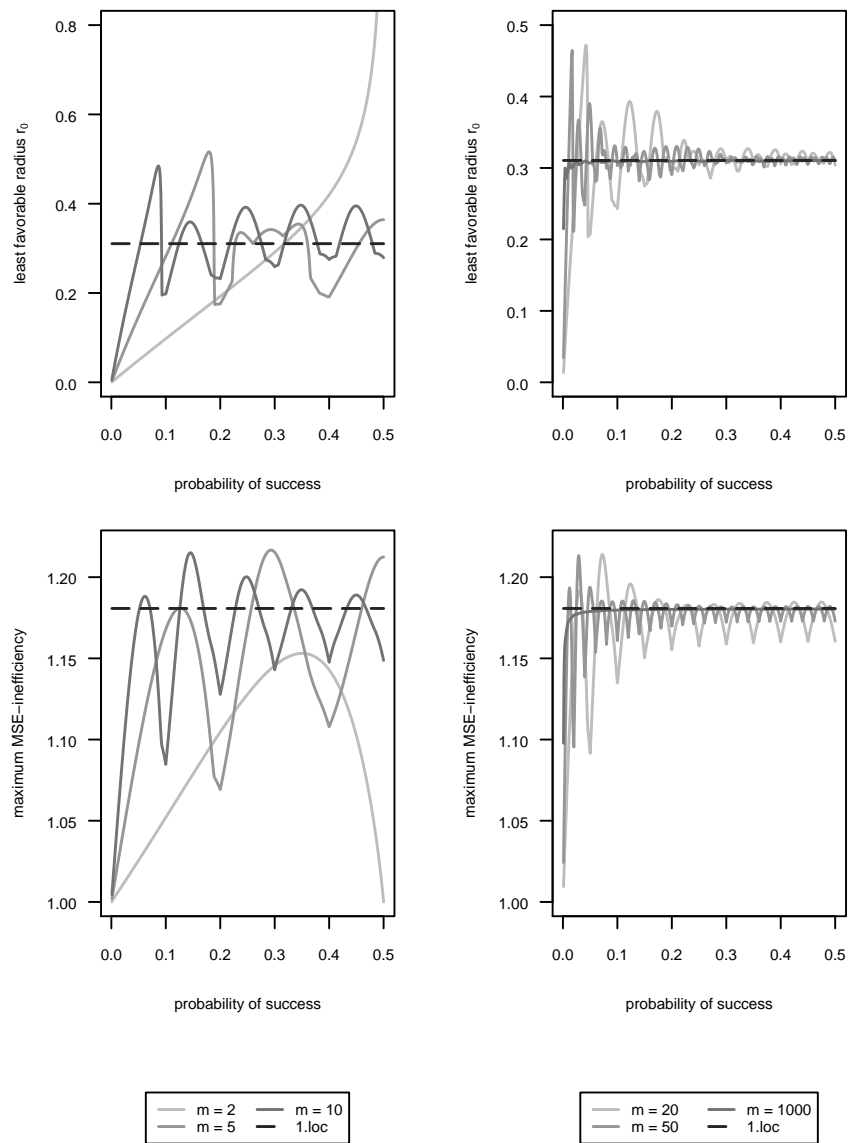 0.8
0.6
0.4
0.2
0.0
least favorable radius r0
0.0 0.1 0.2 0.3 0.4 0.5
probability of success
0.5
0.4
0.3
0.2
0.1
0.0
least favorable radius r0
0.0 0.1 0.2 0.3 0.4 0.5
probability of success
1.20
1.15
1.10
1.05
1.00
maximum MSE−inefficiency
0.0 0.1 0.2 0.3 0.4 0.5
probability of success
1.20
1.15
1.10
1.05
1.00
maximum MSE−inefficiency
0.0 0.1 0.2 0.3 0.4 0.5
probability of success
m = 2 m = 10
m = 5 1.loc
m = 20 m = 1000
m = 50 1.loc